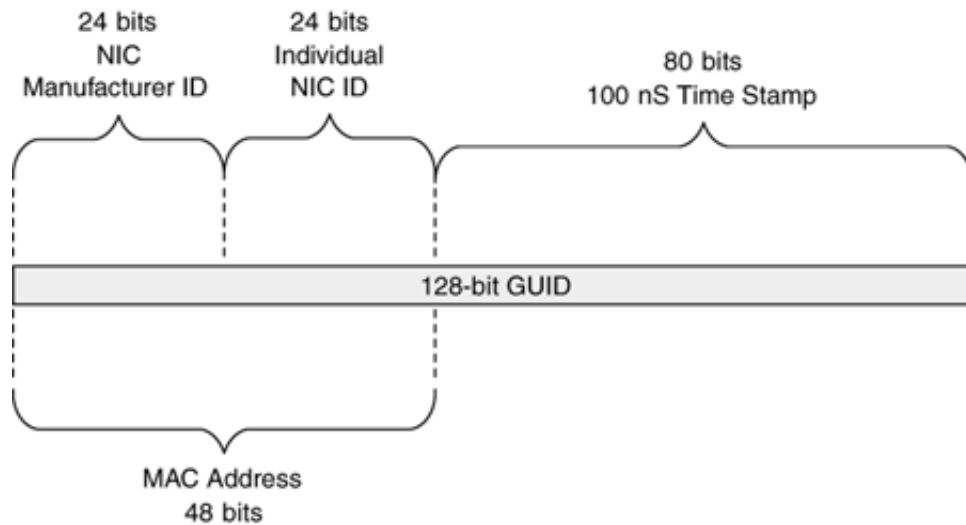 24 bits
NIC
Manufacturer ID
24 bits
Individual
NIC ID
80 bits
100 nS Time Stamp
128-bit GUID
MAC Address
48 bits